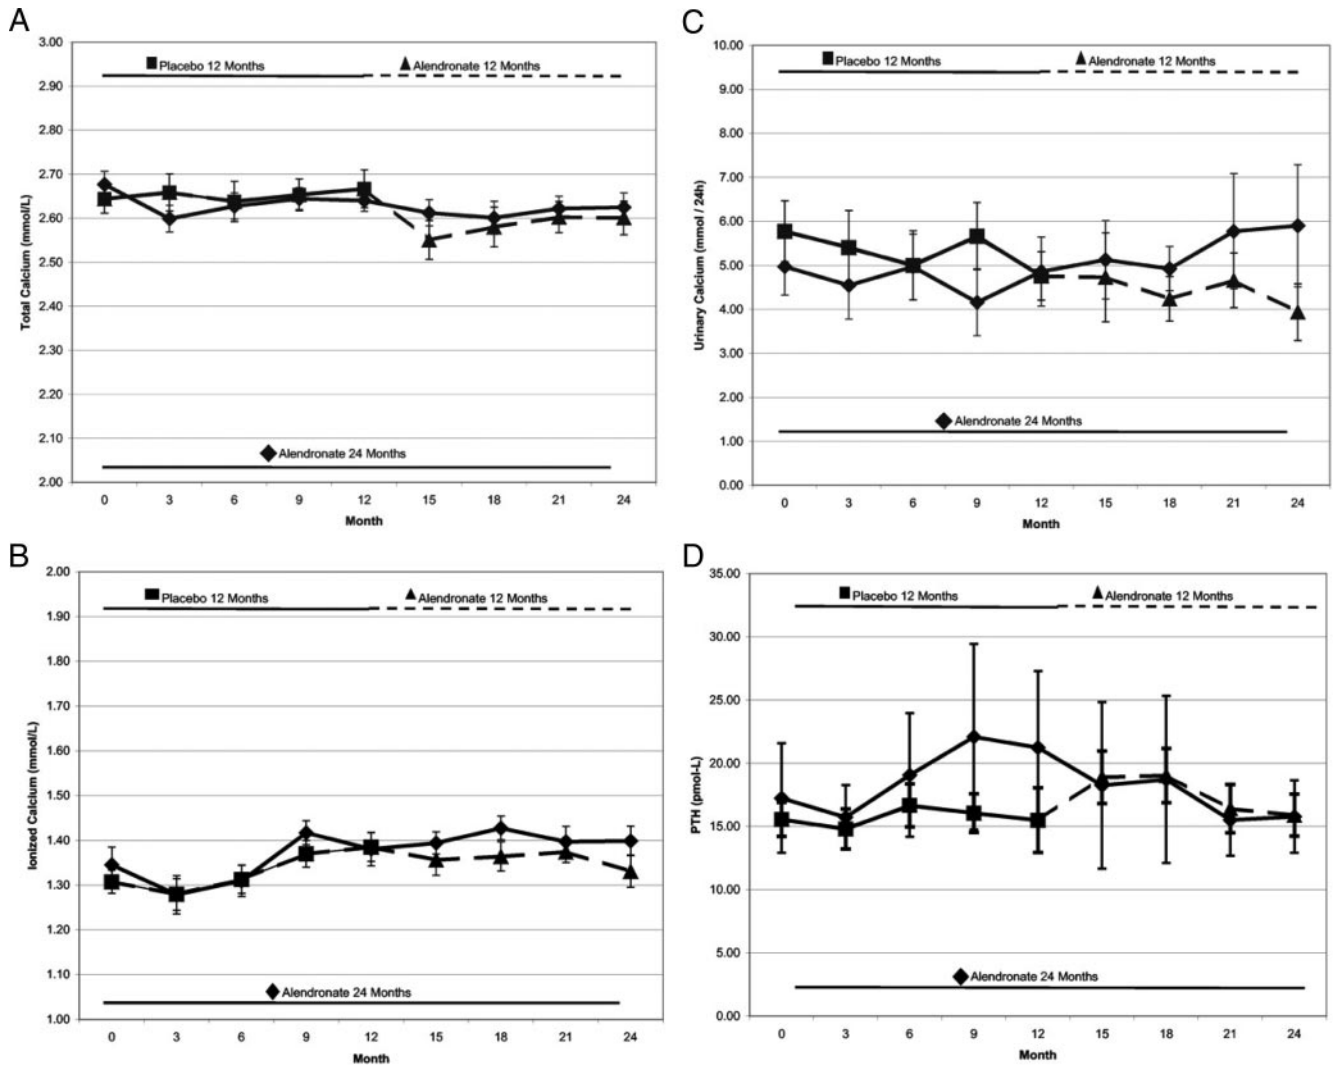 A
3.00
Placebo 12 Months
Alendronate 12 Months
2.90
2.80
2.70
2.60
2.50
2.40
2.30
2.20
2.10
2.00
Total Calcium (mmol/L)
Alendronate 24 Months
0 3 6 9 12 15 18 21 24
Month
C
10.00
Placebo 12 Months
Alendronate 12 Months
9.00
8.00
7.00
6.00
5.00
4.00
3.00
2.00
1.00
0.00
Urinary Calcium (mmol / 24h)
Alendronate 24 Months
0 3 6 9 12 15 18 21 24
Month
B
2.00
Placebo 12 Months
Alendronate 12 Months
1.90
1.80
1.70
1.60
1.50
1.40
1.30
1.20
1.10
1.00
Ionized Calcium (mmol/L)
Alendronate 24 Months
0 3 6 9 12 15 18 21 24
Month
D
35.00
Placebo 12 Months
Alendronate 12 Months
30.00
25.00
20.00
15.00
10.00
5.00
0.00
PTH (pmol-L)
Alendronate 24 Months
0 3 6 9 12 15 18 21 24
Month